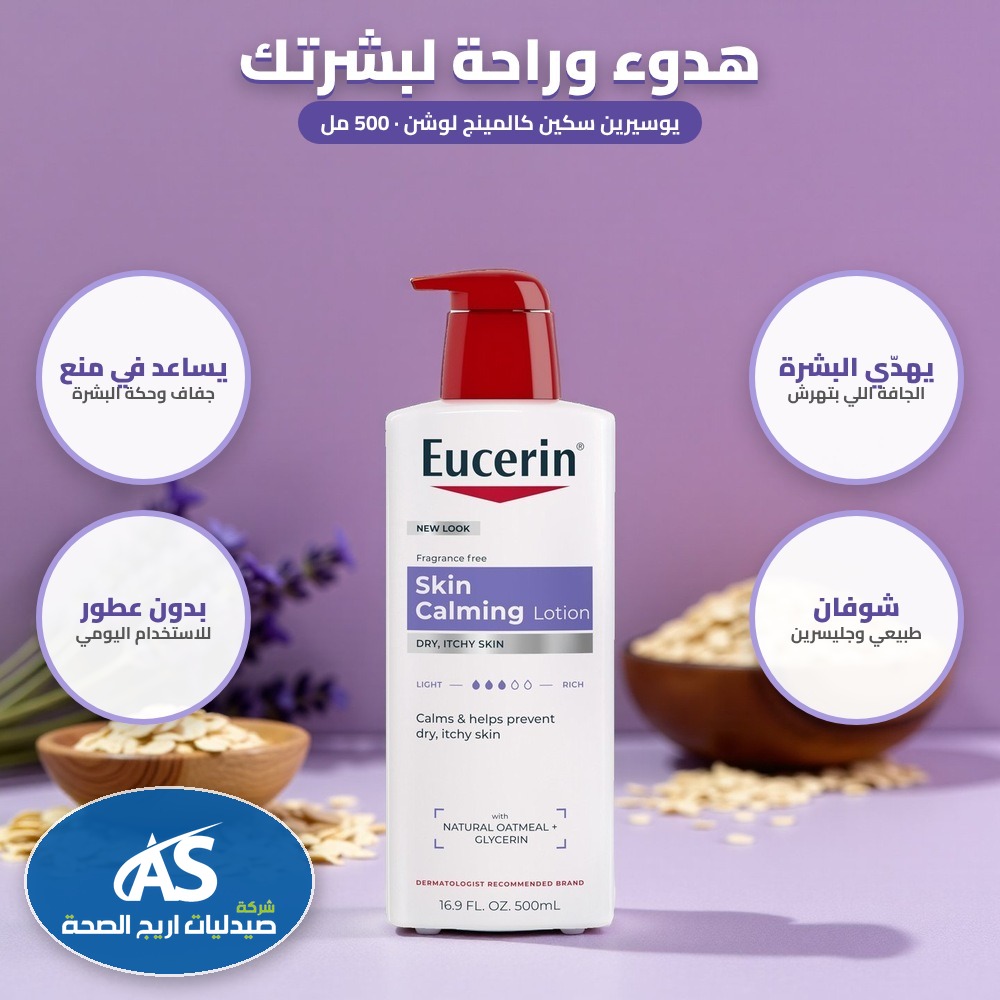 هدوء وراحة لبشرتك
يوسيرين سكين كالمينج لوشن · 500 مل
يهدّي البشرة
الجافة اللي بتهرش
يساعد في منع
جفاف وحكة البشرة
شوفان
طبيعي وجليسرين
بدون عطور
للاستخدام اليومي
Eucerin®
NEW LOOK
Fragrance free
Skin
Calming Lotion
DRY, ITCHY SKIN
LIGHT — — RICH
Calms & helps prevent
dry, itchy skin
with
NATURAL OATMEAL +
GLYCERIN
DERMATOLOGIST RECOMMENDED BRAND
16.9 FL. OZ. 500mL
AS
شركة
صيدليات اريج الصحة